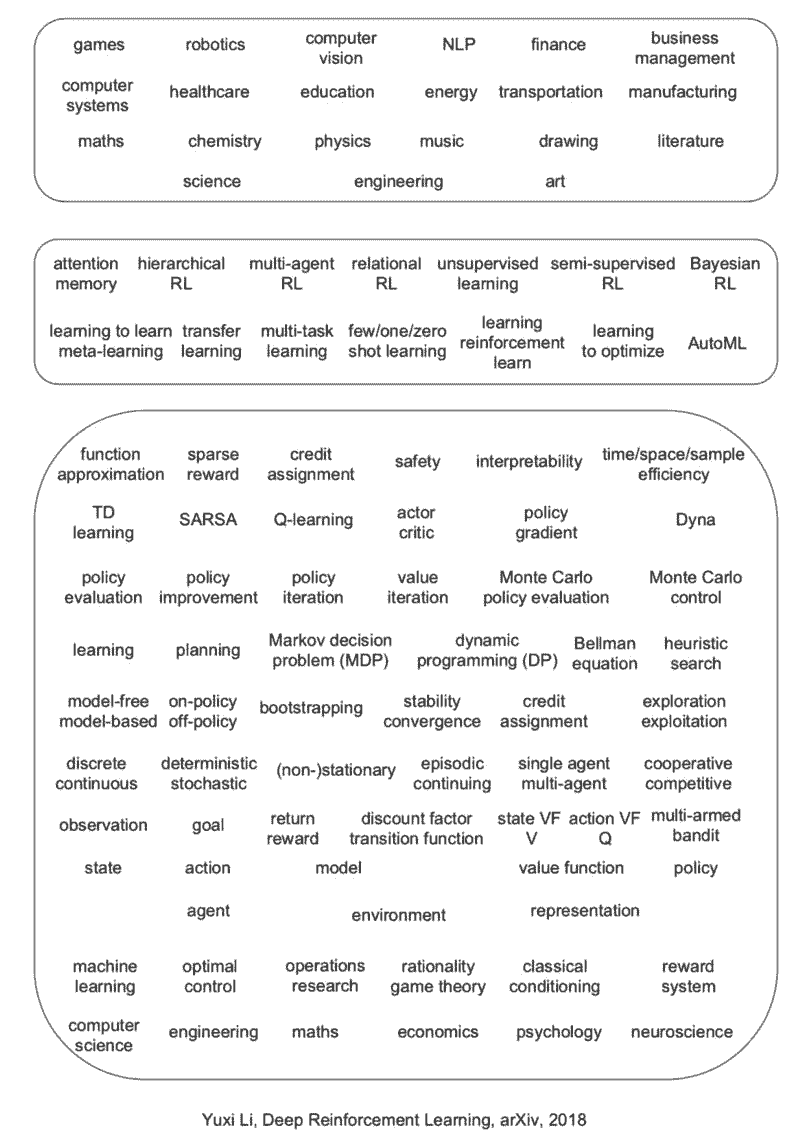 games robotics computer vision NLP finance business management
computer systems healthcare education energy transportation manufacturing
maths chemistry physics music drawing literature
science engineering art
attention memory hierarchical RL multi-agent RL relational RL unsupervised learning semi-supervised RL Bayesian RL
learning to learn meta-learning transfer learning multi-task learning few/one/zero shot learning learning reinforcement learn learning to optimize AutoML
function approximation sparse reward credit assignment safety interpretability time/space/sample efficiency
TD learning SARSA Q-learning actor critic policy gradient Dyna
policy evaluation policy improvement policy iteration value iteration Monte Carlo policy evaluation Monte Carlo control
learning planning Markov decision problem (MDP) dynamic programming (DP) Bellman equation heuristic search
model-free model-based on-policy off-policy bootstrapping stability convergence credit assignment exploration exploitation
discrete continuous deterministic stochastic (non-)stationary episodic continuing single agent multi-agent cooperative competitive
observation goal return reward discount factor transition function state VF V action VF Q multi-armed bandit
state action model value function policy
agent environment representation
machine learning optimal control operations research rationality game theory classical conditioning reward system
computer science engineering maths economics psychology neuroscience
Yuxi Li, Deep Reinforcement Learning, arXiv, 2018